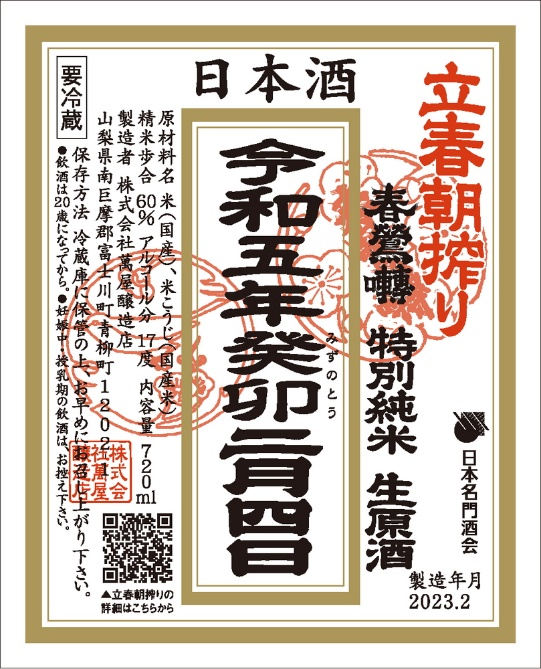 日本酒
立春朝搾り
春鶯囀 特別純米 生原酒
日本名門酒会
製造年月
2023.2
令和五年癸卯二月四日
みずのとう
要冷蔵
原材料名 米(国産)、米こうじ(国産米)
精米歩合 60% アルコール分 17度 内容量 720ml
製造者 株式会社萬屋醸造店
山梨県南巨摩郡富士川町青柳町1202-1
保存方法 冷蔵庫に保管の上、お早めにお召し上がり下さい。
●飲酒は20歳になってから。●妊娠中・授乳期の飲酒は、お控え下さい。
株式会
社萬屋
醸造店
▲立春朝搾りの
詳細はこちらから